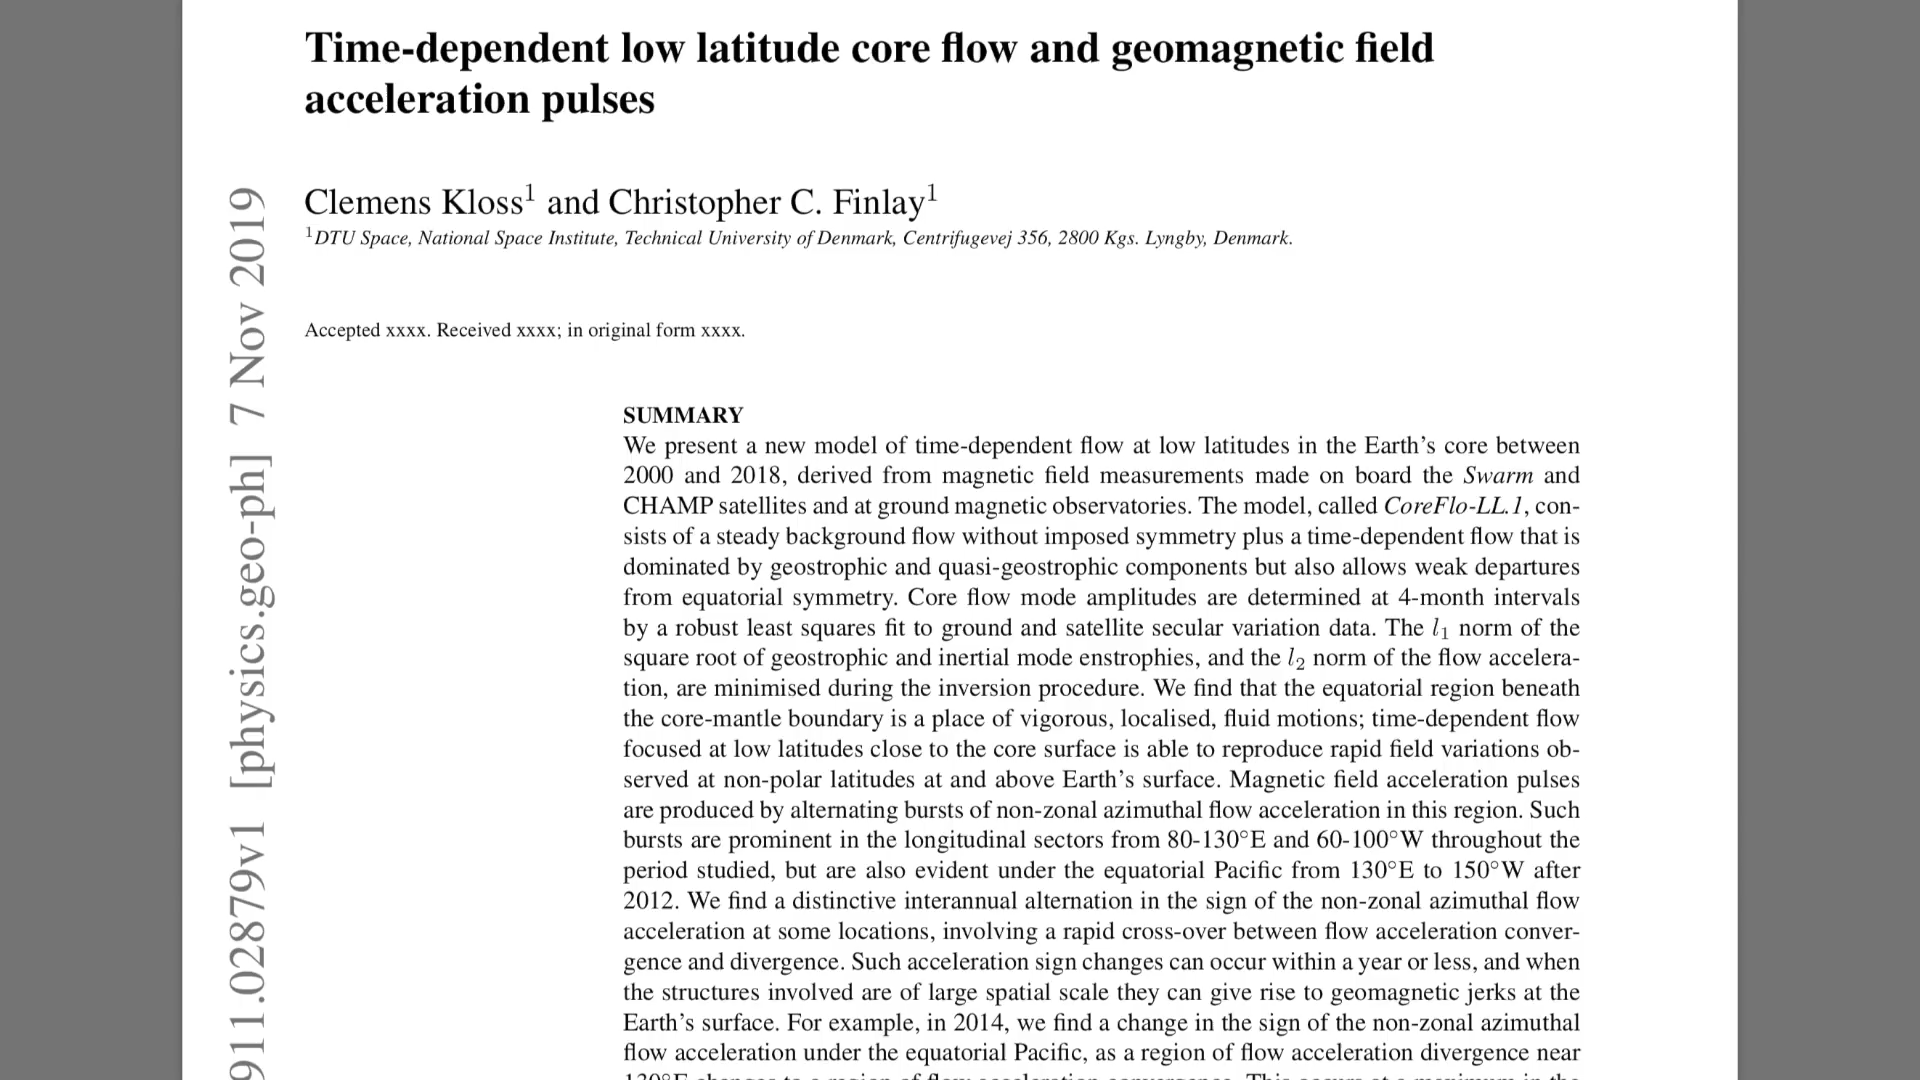 Time-dependent low latitude core flow and geomagnetic field
acceleration pulses
Clemens Kloss1 and Christopher C. Finlay1
1DTU Space, National Space Institute, Technical University of Denmark, Centrifugevej 356, 2800 Kgs. Lyngby, Denmark.
Accepted xxxx. Received xxxx; in original form xxxx.
SUMMARY
We present a new model of time-dependent flow at low latitudes in the Earth's core between
2000 and 2018, derived from magnetic field measurements made on board the Swarm and
CHAMP satellites and at ground magnetic observatories. The model, called CoreFlo-LL.1, con-
sists of a steady background flow without imposed symmetry plus a time-dependent flow that is
dominated by geostrophic and quasi-geostrophic components but also allows weak departures
from equatorial symmetry. Core flow mode amplitudes are determined at 4-month intervals
by a robust least squares fit to ground and satellite secular variation data. The l1 norm of the
square root of geostrophic and inertial mode enstrophies, and the l2 norm of the flow accelera-
tion, are minimised during the inversion procedure. We find that the equatorial region beneath
the core-mantle boundary is a place of vigorous, localised, fluid motions; time-dependent flow
focused at low latitudes close to the core surface is able to reproduce rapid field variations ob-
served at non-polar latitudes at and above Earth's surface. Magnetic field acceleration pulses
are produced by alternating bursts of non-zonal azimuthal flow acceleration in this region. Such
bursts are prominent in the longitudinal sectors from 80-130°E and 60-100°W throughout the
period studied, but are also evident under the equatorial Pacific from 130°E to 150°W after
2012. We find a distinctive interannual alternation in the sign of the non-zonal azimuthal flow
acceleration at some locations, involving a rapid cross-over between flow acceleration conver-
gence and divergence. Such acceleration sign changes can occur within a year or less, and when
the structures involved are of large spatial scale they can give rise to geomagnetic jerks at the
Earth's surface. For example, in 2014, we find a change in the sign of the non-zonal azimuthal
flow acceleration under the equatorial Pacific, as a region of flow acceleration divergence near
911.02879v1 [physics.geo-ph] 7 Nov 2019